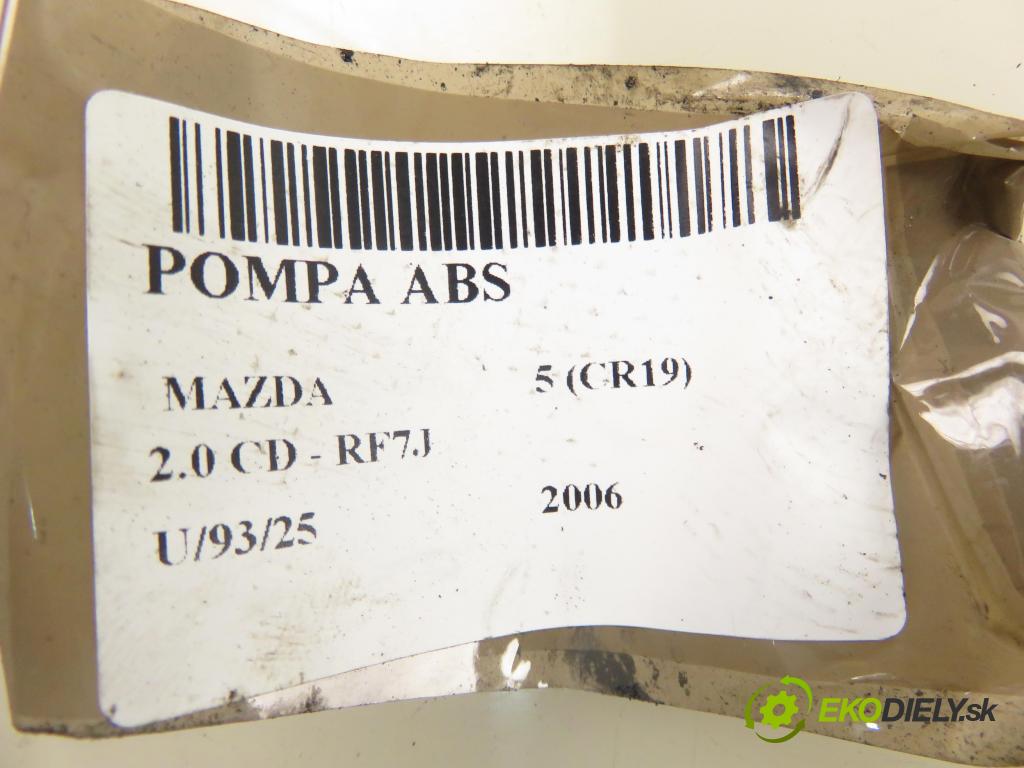 POMPA ABS
MAZDA 5 (CR19)
2.0 CD - RF7J
U/93/25 2006
EKODIELY.sk